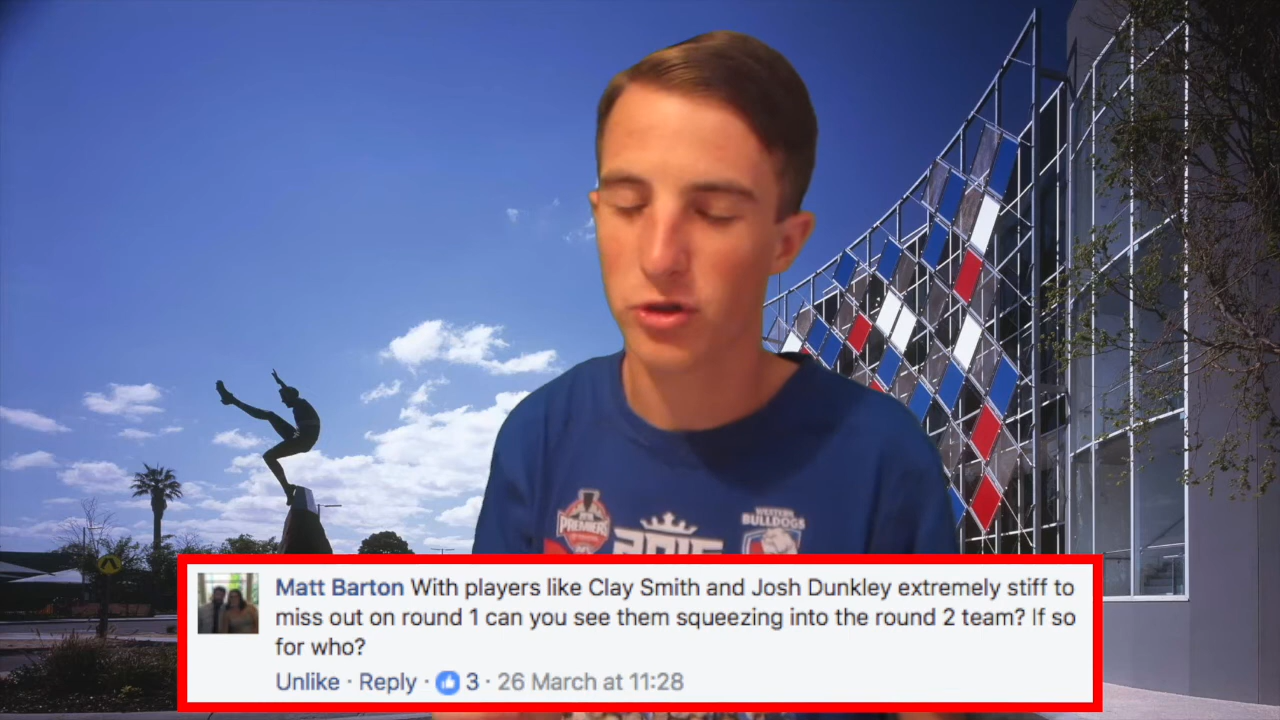 PREMIERS
WESTERN
BULLDOGS
Matt Barton With players like Clay Smith and Josh Dunkley extremely stiff to
miss out on round 1 can you see them squeezing into the round 2 team? If so
for who?
Unlike · Reply · 3 · 26 March at 11:28